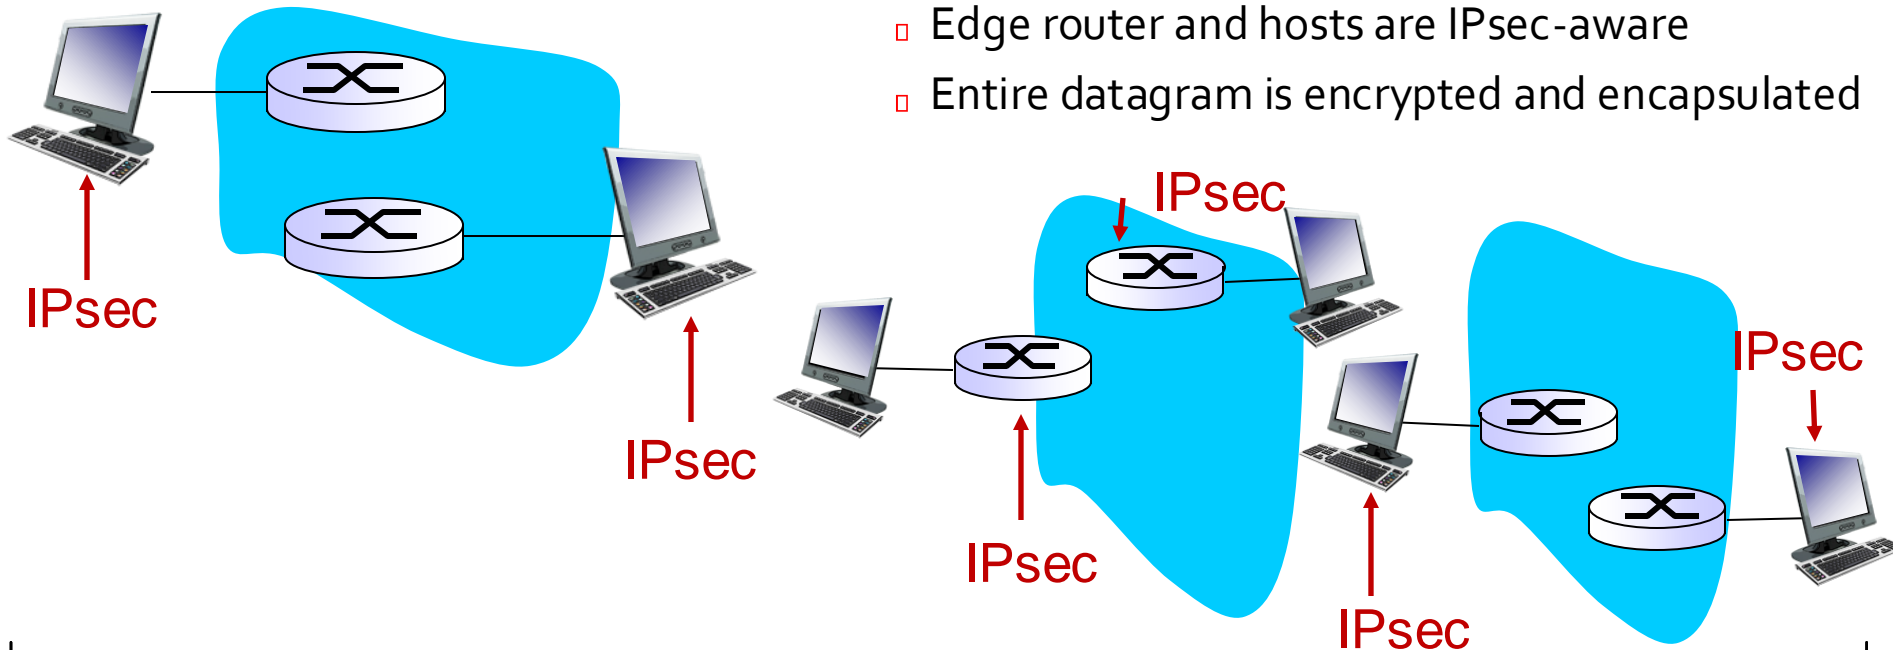 Edge router and hosts are IPsec-aware
Entire datagram is encrypted and encapsulated
IPsec
IPsec
IPsec
IPsec
IPsec
IPsec